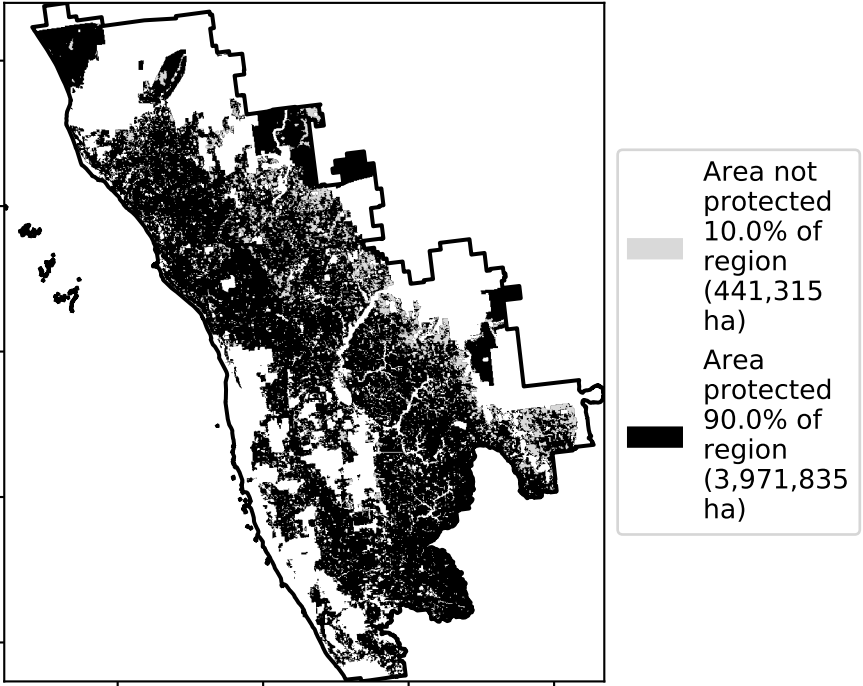 Area not
protected
10.0% of
region
(441,315
ha)
Area
protected
90.0% of
region
(3,971,835
ha)